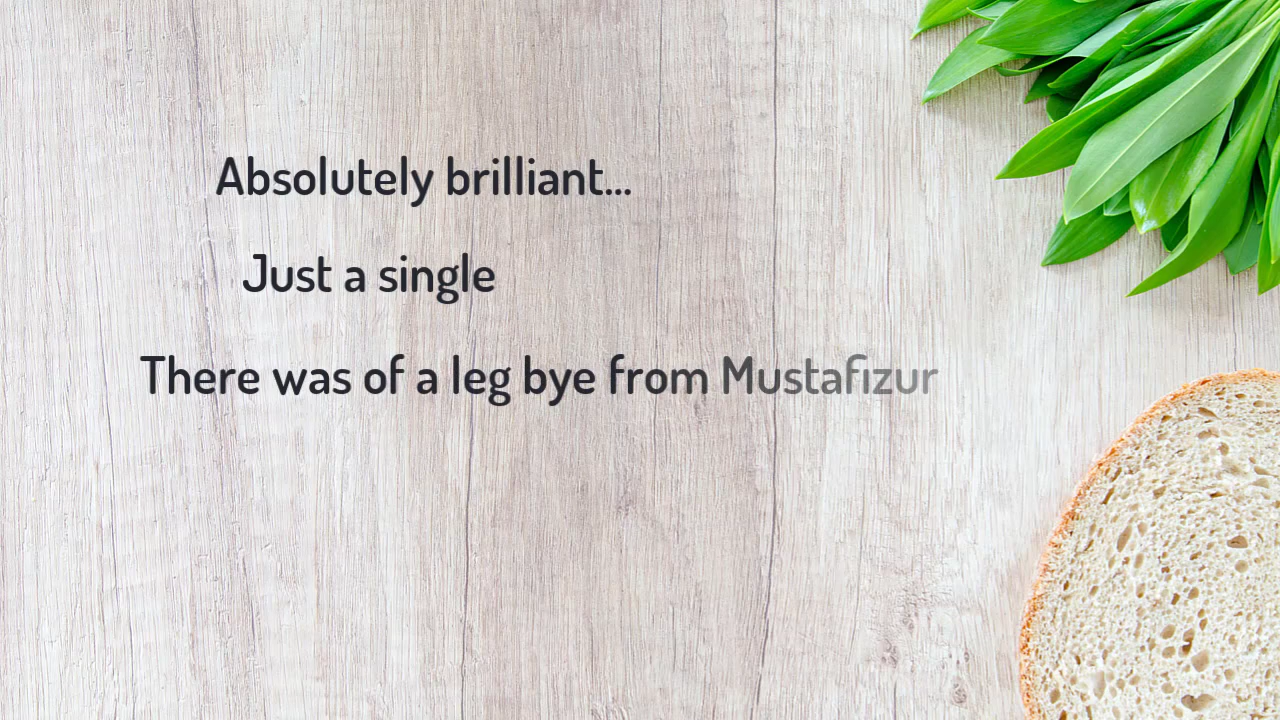 Absolutely brilliant...
Just a single
There was of a leg bye from Mustafizur